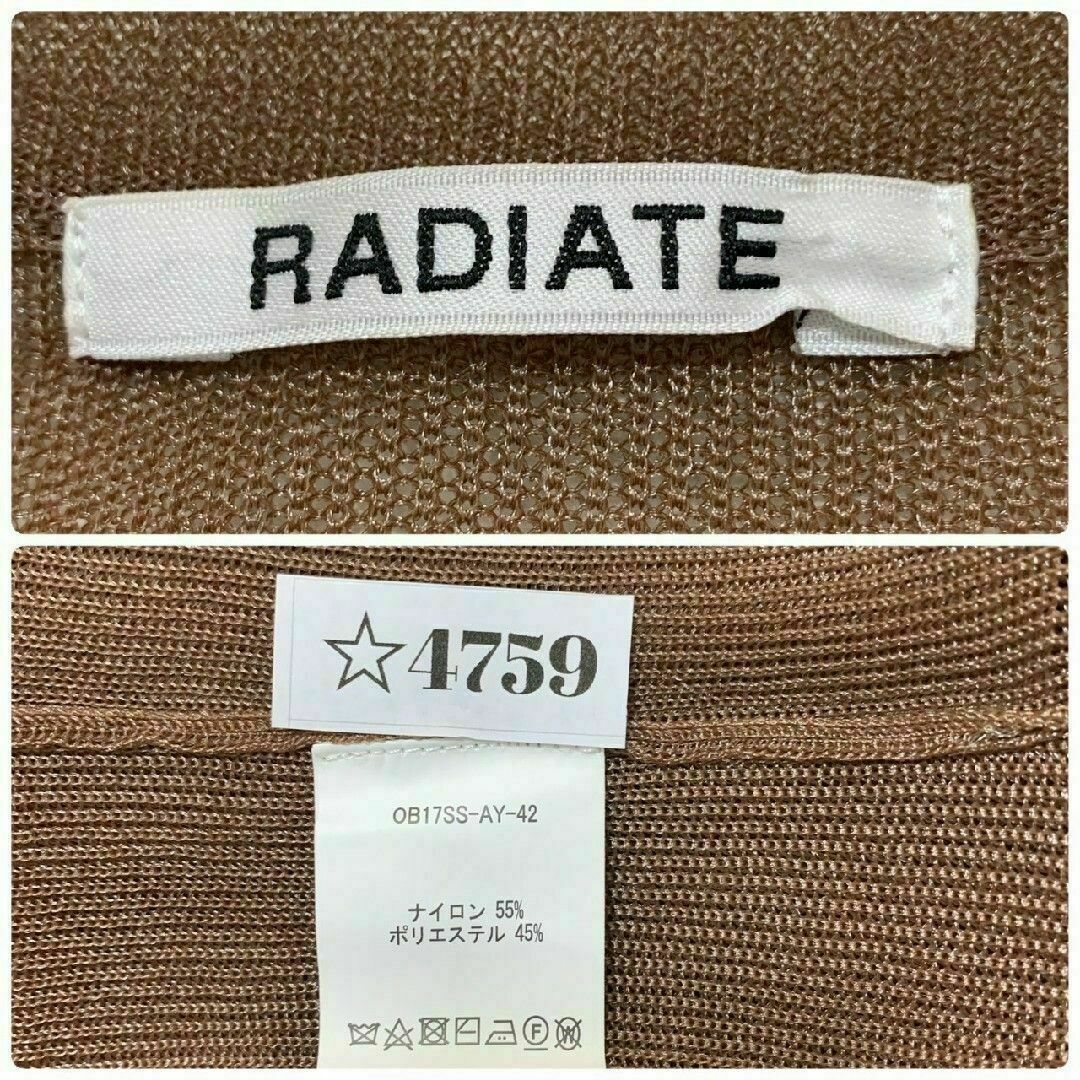 RADIATE
☆4759
OB17SS-AY-42
ナイロン 55%
ポリエステル 45%
F W